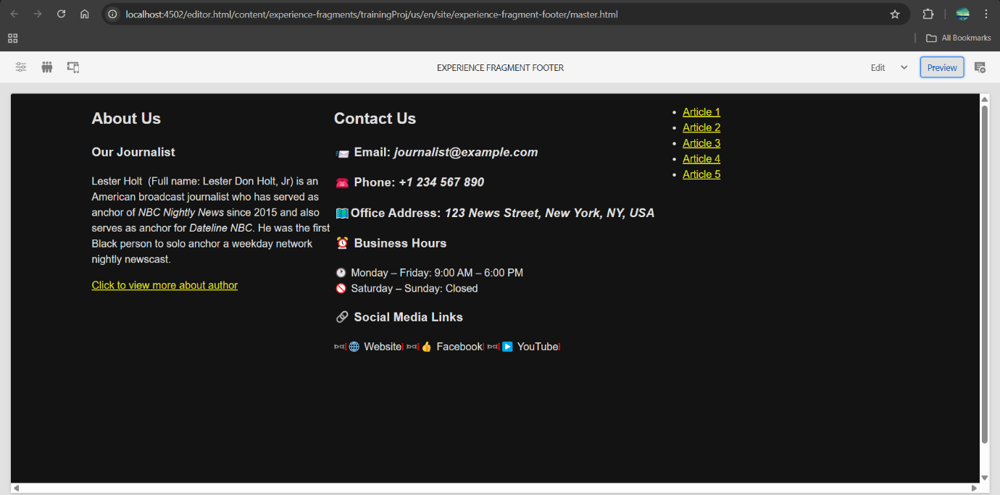 localhost:4502/editor.html/content/experience-fragments/trainingProj/us/en/site/experience-fragment-footer/master.html
All Bookmarks
EXPERIENCE FRAGMENT FOOTER
Edit
Preview
About Us
Our Journalist
Lester Holt (Full name: Lester Don Holt, Jr) is an
American broadcast journalist who has served as
anchor of NBC Nightly News since 2015 and also
serves as anchor for Dateline NBC. He was the first
Black person to solo anchor a weekday network
nightly newscast.
Click to view more about author
Contact Us
📨 Email: journalist@example.com
☎️ Phone: +1 234 567 890
🗺️Office Address: 123 News Street, New York, NY, USA
⏰ Business Hours
🕐 Monday – Friday: 9:00 AM – 6:00 PM
🚫 Saturday – Sunday: Closed
🔗 Social Media Links
🌐 Website 👍 Facebook ▶️ YouTube
• Article 1
• Article 2
• Article 3
• Article 4
• Article 5